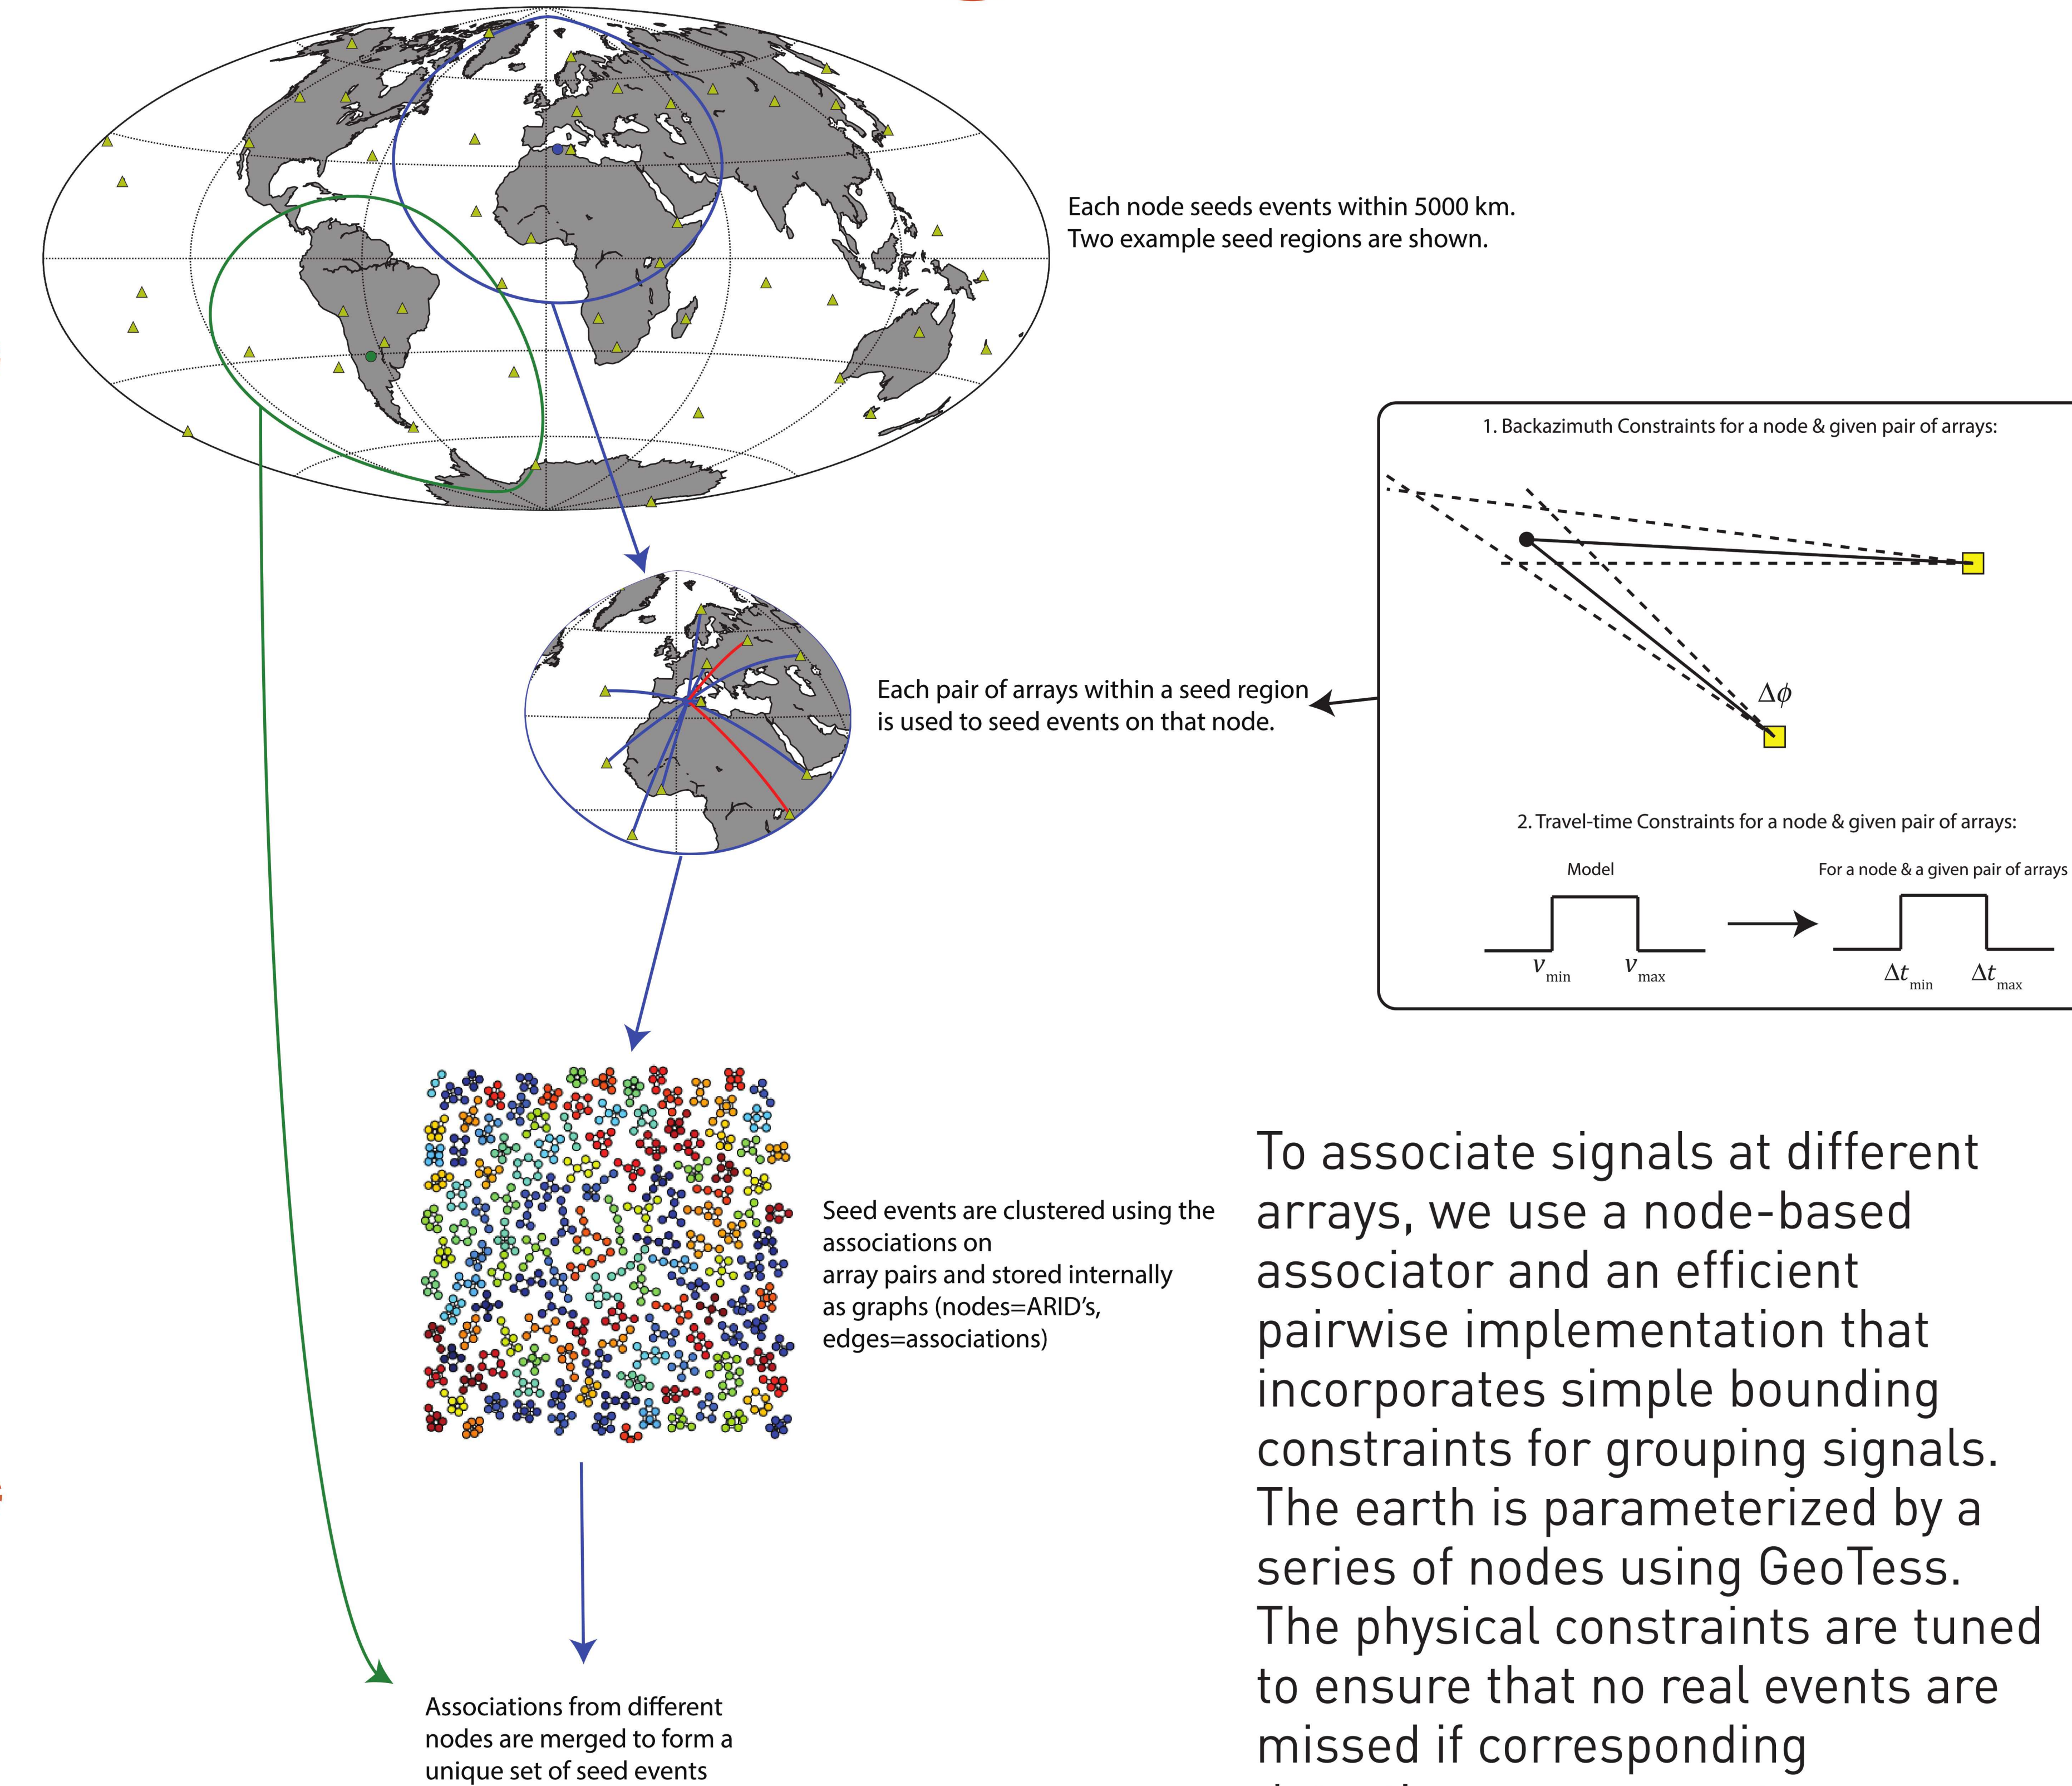 Each node seeds events within 5000 km.
Two example seed regions are shown.
1. Backazimuth Constraints for a node & given pair of arrays:
Δϕ
Each pair of arrays within a seed region
is used to seed events on that node.
2. Travel-time Constraints for a node & given pair of arrays:
Model
For a node & a given pair of arrays
v min
v max
Δt min
Δt max
Seed events are clustered using the
associations on
array pairs and stored internally
as graphs (nodes=ARID’s,
edges=associations)
To associate signals at different
arrays, we use a node-based
associator and an efficient
pairwise implementation that
incorporates simple bounding
constraints for grouping signals.
The earth is parameterized by a
series of nodes using GeoTess.
The physical constraints are tuned
to ensure that no real events are
missed if corresponding
Associations from different
nodes are merged to form a
unique set of seed events